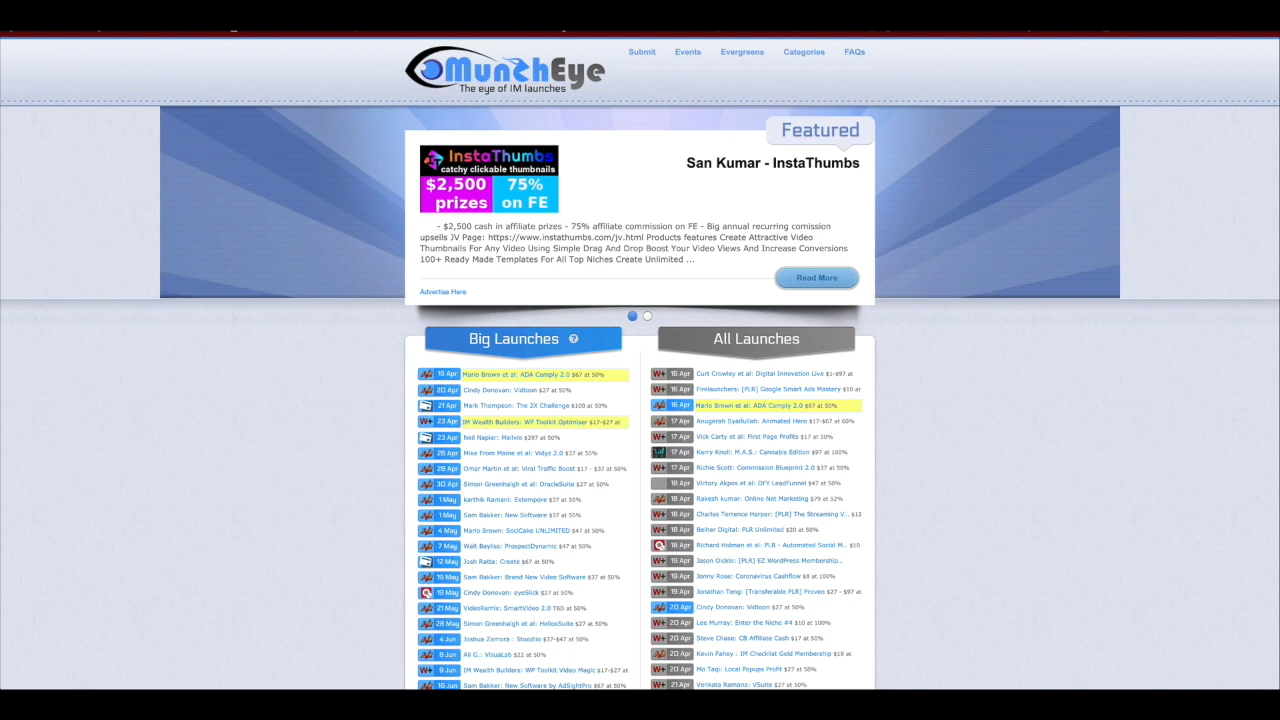 MunchEye
The eye of IM launches
Submit
Events
Evergreens
Categories
FAQs
Featured
InstaThumbs
catchy clickable thumbnails
$2,500
prizes
75%
on FE
San Kumar - InstaThumbs
- $2,500 cash in affiliate prizes - 75% affiliate commission on FE - Big annual recurring comission
upsells JV Page: https://www.instathumbs.com/jv.html Products features Create Attractive Video
Thumbnails For Any Video Using Simple Drag And Drop Boost Your Video Views And Increase Conversions
100+ Ready Made Templates For All Top Niches Create Unlimited ...
Read More
Advertise Here
Big Launches ?
16 Apr Mario Brown et al: ADA Comply 2.0 $67 at 50%
20 Apr Cindy Donovan: Vidtoon $27 at 50%
21 Apr Mark Thompson: The 2X Challenge $100 at 50%
W+ 23 Apr IM Wealth Builders: WP Toolkit Optimiser $17-$27 at
23 Apr Neil Napier: Mailvio $297 at 50%
26 Apr Mike From Maine et al: Vidyz 2.0 $37 at 50%
28 Apr Omar Martin et al: Viral Traffic Boost $17 - $37 at 50%
30 Apr Simon Greenhalgh et al: OracleSuite $27 at 50%
1 May karthik Ramani: Extempore $37 at 50%
1 May Sam Bakker: New Software $37 at 50%
4 May Mario Brown: SociCake UNLIMITED $47 at 50%
7 May Walt Bayliss: ProspectDynamic $47 at 50%
12 May Josh Ratta: Create $67 at 50%
19 May Sam Bakker: Brand New Video Software $37 at 50%
19 May Cindy Donovan: eyeSlick $27 at 50%
21 May VideoRemix: SmartVideo 2.0 TBD at 50%
28 May Simon Greenhalgh et al: HeliosSuite $27 at 50%
4 Jun Joshua Zamora : Stoodiio $37-$47 at 50%
8 Jun Ali G.: VisuaLab $22 at 50%
W+ 9 Jun IM Wealth Builders: WP Toolkit Video Magic $17-$27 at
16 Jun Sam Bakker: New Software by AdSightPro $67 at 50%
All Launches
W+ 16 Apr Curt Crowley et al: Digital Innovation Live $1-$97 at
W+ 16 Apr Firelaunchers: [PLR] Google Smart Ads Mastery $10 at
16 Apr Mario Brown et al: ADA Comply 2.0 $67 at 50%
17 Apr Anugerah Syaifullah: Animated Hero $17-$67 at 60%
W+ 17 Apr Vick Carty et al: First Page Profits $17 at 50%
17 Apr Kerry Knoll: M.A.S.: Cannabis Edition $97 at 100%
W+ 17 Apr Richie Scott: Commission Blueprint 2.0 $37 at 50%
18 Apr Victory Akpos et al: DFY LeadFunnel $47 at 50%
18 Apr Rakesh kumar: Online Net Marketing $79 at 52%
W+ 18 Apr Charles Terrence Harper: [PLR] The Streaming V... $12
W+ 18 Apr Belher Digital: PLR Unlimited $20 at 50%
18 Apr Richard Holman et al: PLR - Automated Social M... $10
W+ 19 Apr Jason Oickle: [PLR] EZ WordPress Membership...
W+ 19 Apr Jonny Rose: Coronavirus Cashflow $8 at 100%
W+ 19 Apr Jonathan Teng: [Transferable PLR] Proven $27 - $97 at
20 Apr Cindy Donovan: Vidtoon $27 at 50%
W+ 20 Apr Lee Murray: Enter the Niche #4 $10 at 100%
W+ 20 Apr Steve Chase: CB Affiliate Cash $17 at 50%
20 Apr Kevin Fahey : IM Checklist Gold Membership $19 at
W+ 20 Apr Mo Taqi: Local Popups Profit $27 at 50%
W+ 21 Apr Venkata Ramana: VSuite $27 at 50%